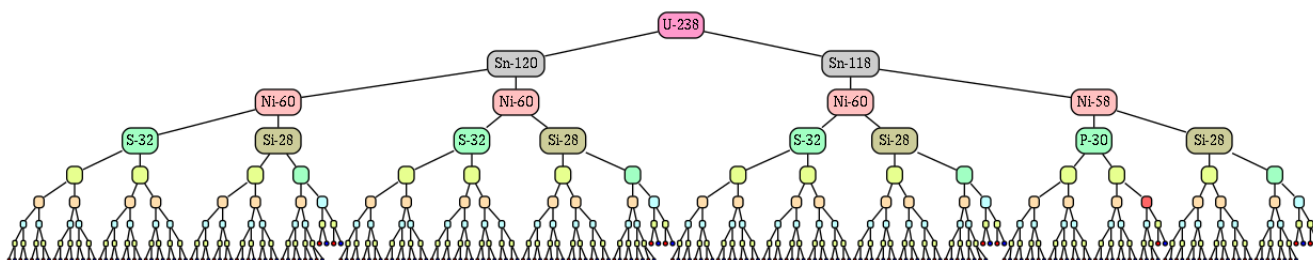 U-238
Sn-120 Sn-118
Ni-60 Ni-60 Ni-60 Ni-58
S-32 Si-28 S-32 Si-28 S-32 Si-28 P-30 Si-28